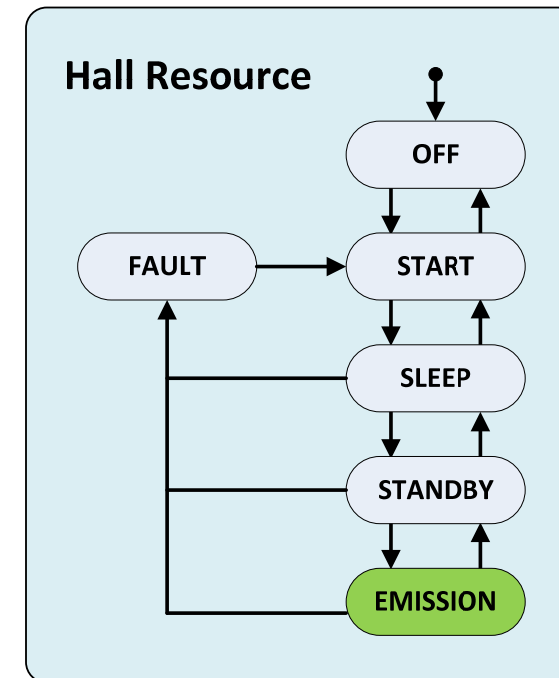 Hall Resource
OFF
FAULT
START
SLEEP
STANDBY
EMISSION